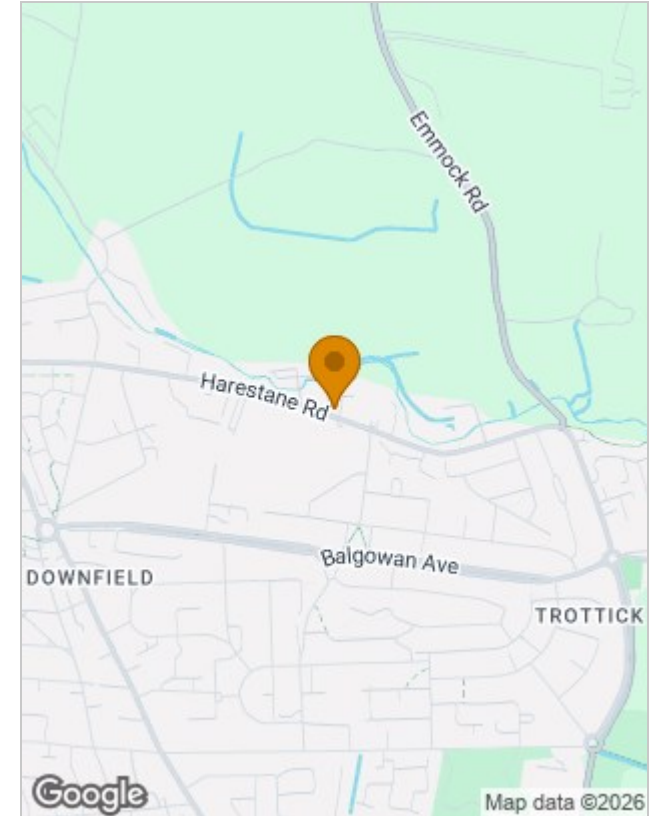 Emmock Rd
Harestane Rd
Balgowan Ave
DOWNFIELD
TROTTICK
Google
Map data ©2026